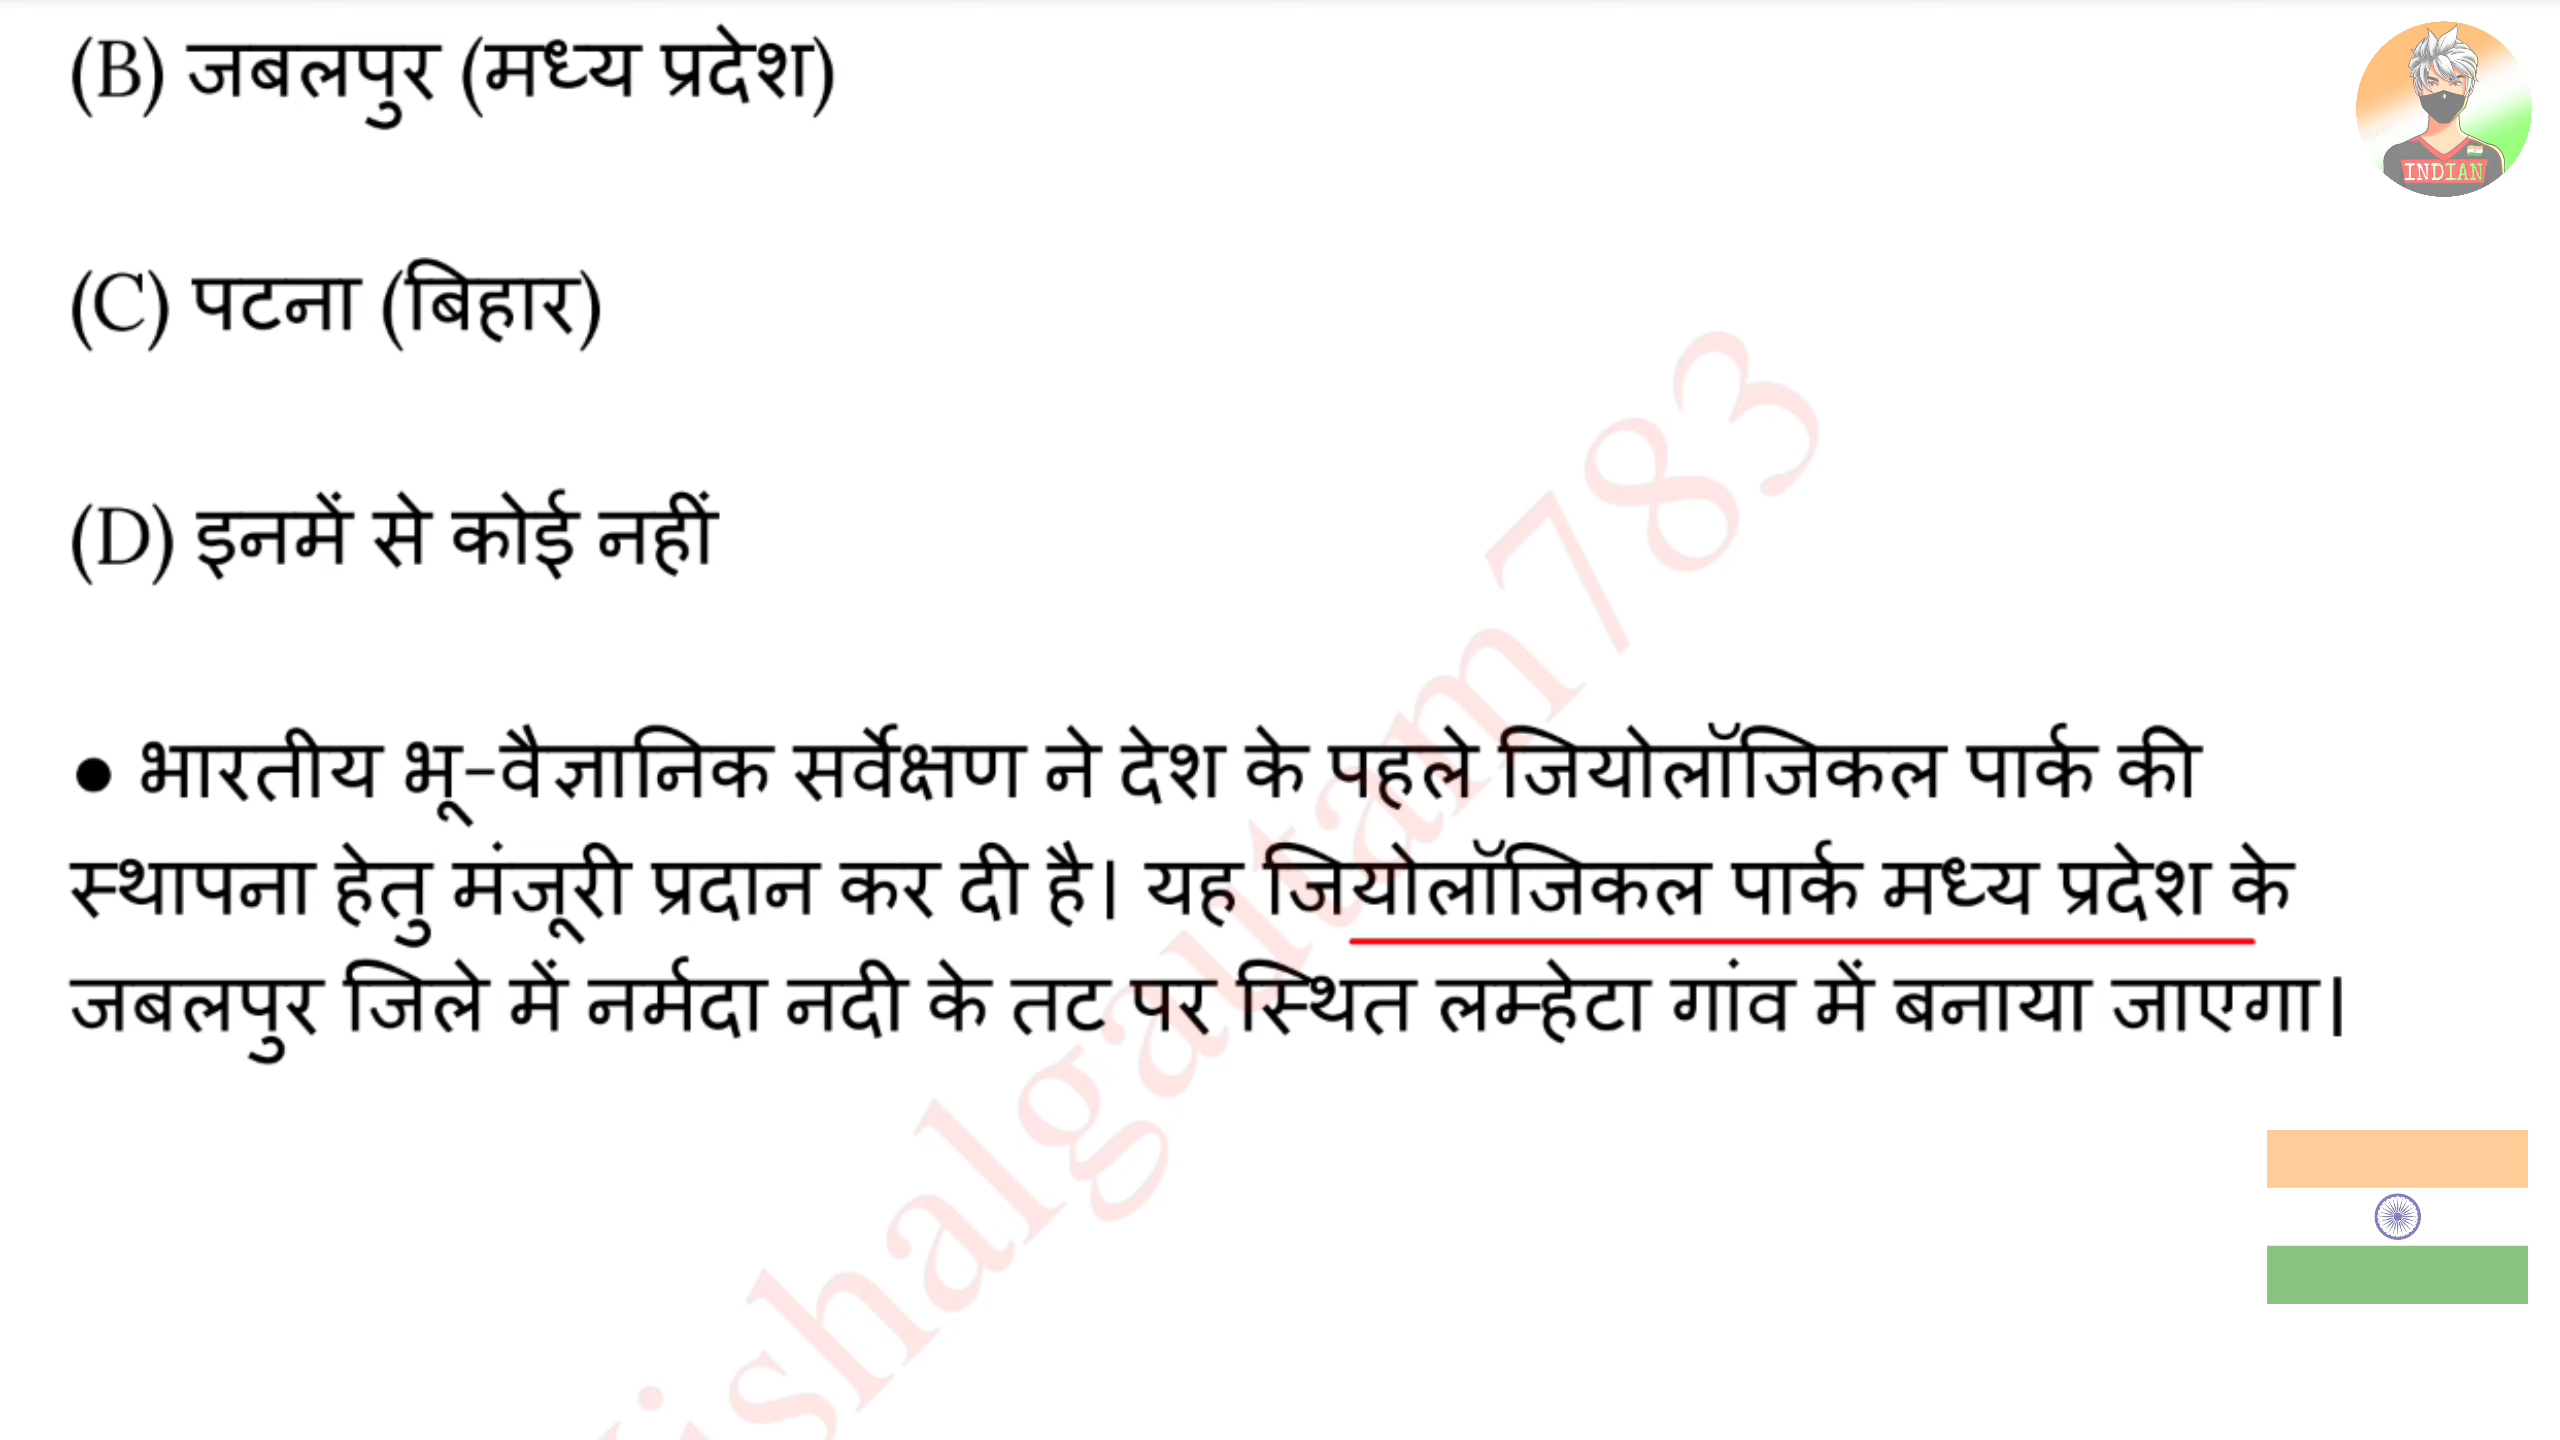 (B) जबलपुर (मध्य प्रदेश)
INDIAN
(C) पटना (बिहार)
(D) इनमें से कोई नहीं
● भारतीय भू-वैज्ञानिक सर्वेक्षण ने देश के पहले जियोलॉजिकल पार्क की
स्थापना हेतु मंजूरी प्रदान कर दी है। यह जियोलॉजिकल पार्क मध्य प्रदेश के
जबलपुर जिले में नर्मदा नदी के तट पर स्थित लम्हेटा गांव में बनाया जाएगा।
ishalgautam783